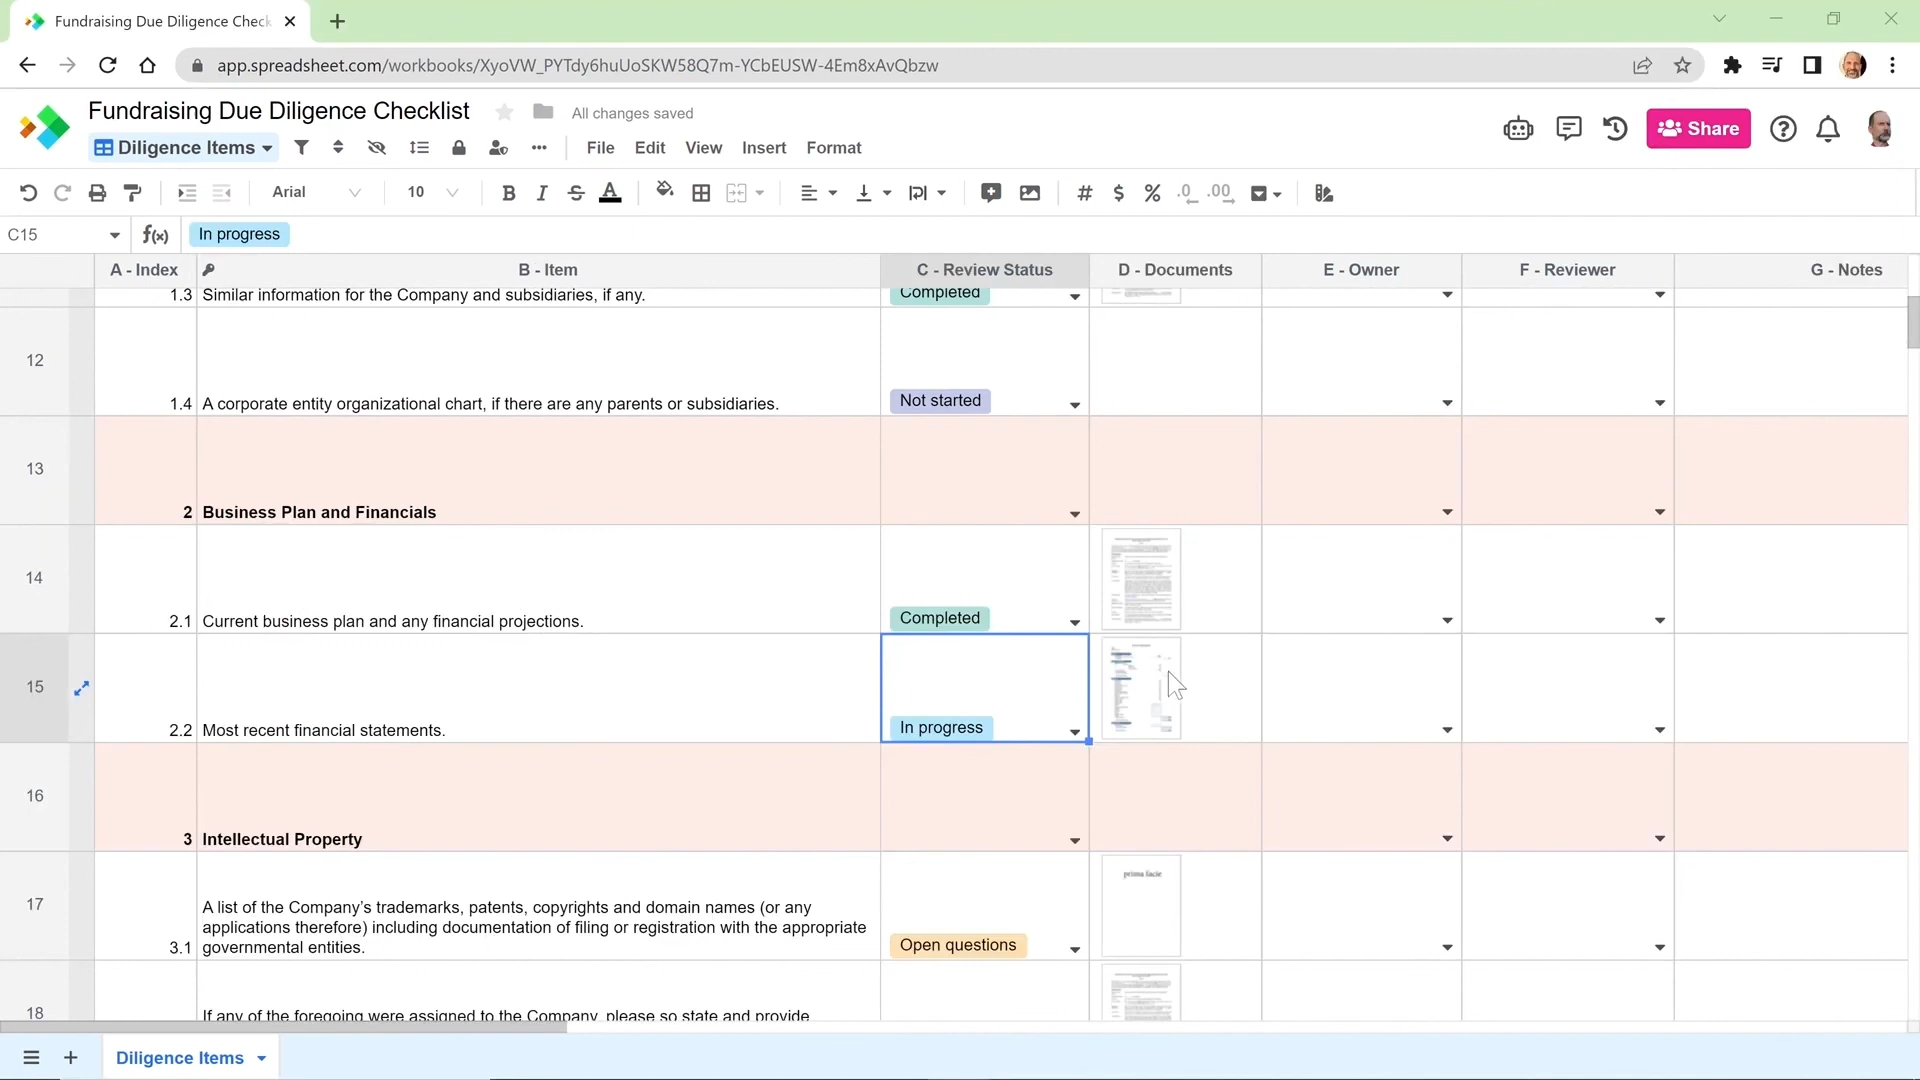 Fundraising Due Diligence Check
app.spreadsheet.com/workbooks/XyoVW_PYTdy6huUoSKW58Q7m-YCbEUSW-4Em8xAvQbzw
Fundraising Due Diligence Checklist
All changes saved
Share
Diligence Items
File Edit View Insert Format
Arial 10 B I S A # $ % .0 .00
C15 f(x) In progress
A - Index B - Item C - Review Status D - Documents E - Owner F - Reviewer G - Notes
1.3 Similar information for the Company and subsidiaries, if any. Completed
12 1.4 A corporate entity organizational chart, if there are any parents or subsidiaries. Not started
13 2 Business Plan and Financials
14 2.1 Current business plan and any financial projections. Completed
15 2.2 Most recent financial statements. In progress
16 3 Intellectual Property
prima facie
17 A list of the Company's trademarks, patents, copyrights and domain names (or any
applications therefore) including documentation of filing or registration with the appropriate
3.1 governmental entities. Open questions
18 If any of the foregoing were assigned to the Company, please so state and provide
Diligence Items